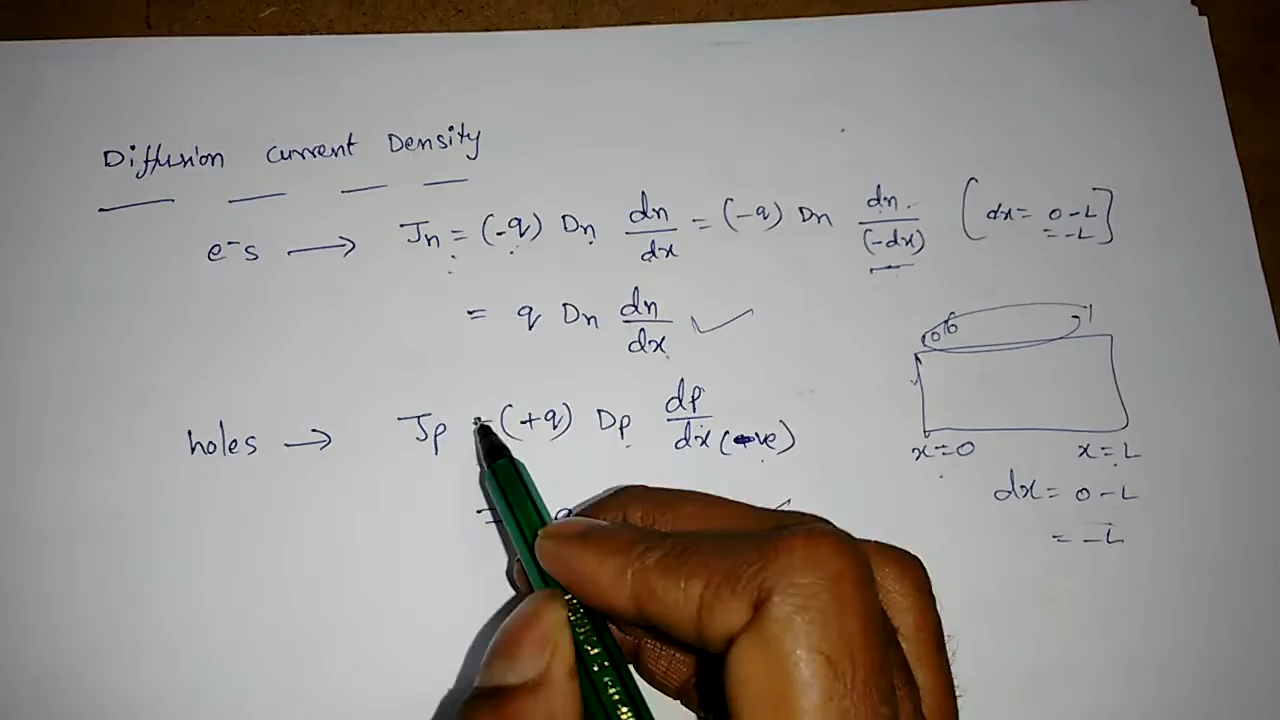 Diffusion Current Density
e⁻s → Jn = (-q) Dn dn/dx = (-q) Dn dn/(-dx) (dx = 0-L
= -L]
= q Dn dn/dx ✓
holes → Jp = (+q) Dp dp/dx (-ve)
=
x=0 x=L
dx = 0-L
= -L